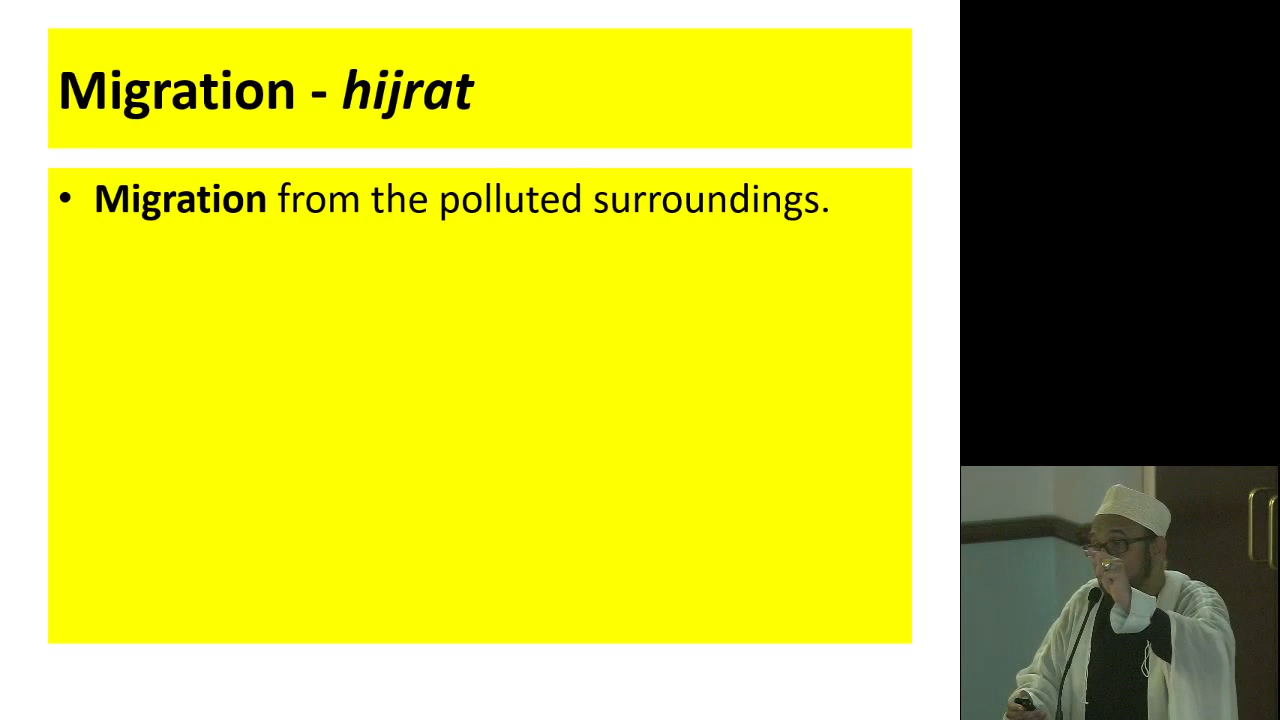 Migration - hijrat
• Migration from the polluted surroundings.